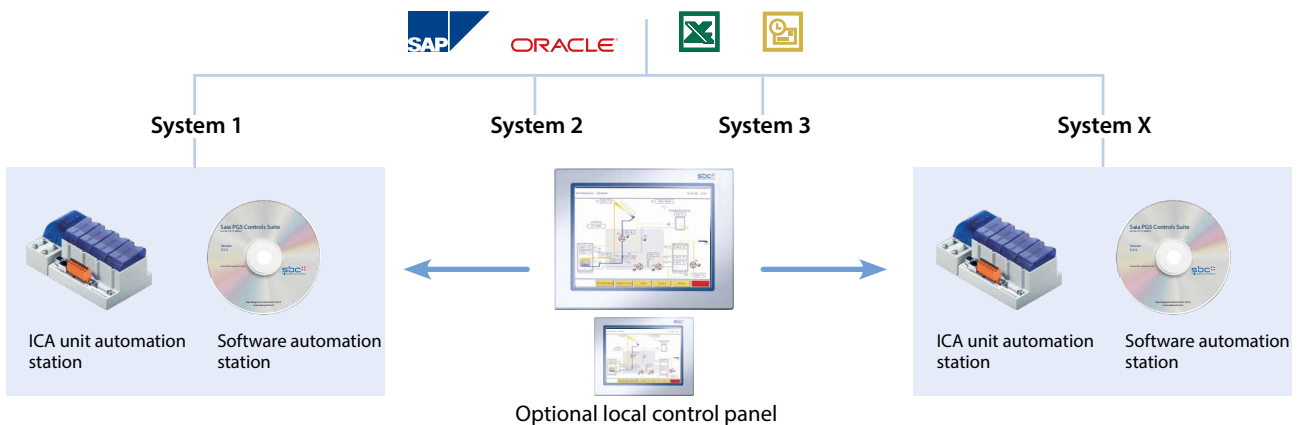 SAP
ORACLE
System 1
System 2
System 3
System X
Saia PG5 Controls Suite
sbc
sbc
Saia PG5 Controls Suite
sbc
ICA unit automation
station
Software automation
station
ICA unit automation
station
Software automation
station
Optional local control panel